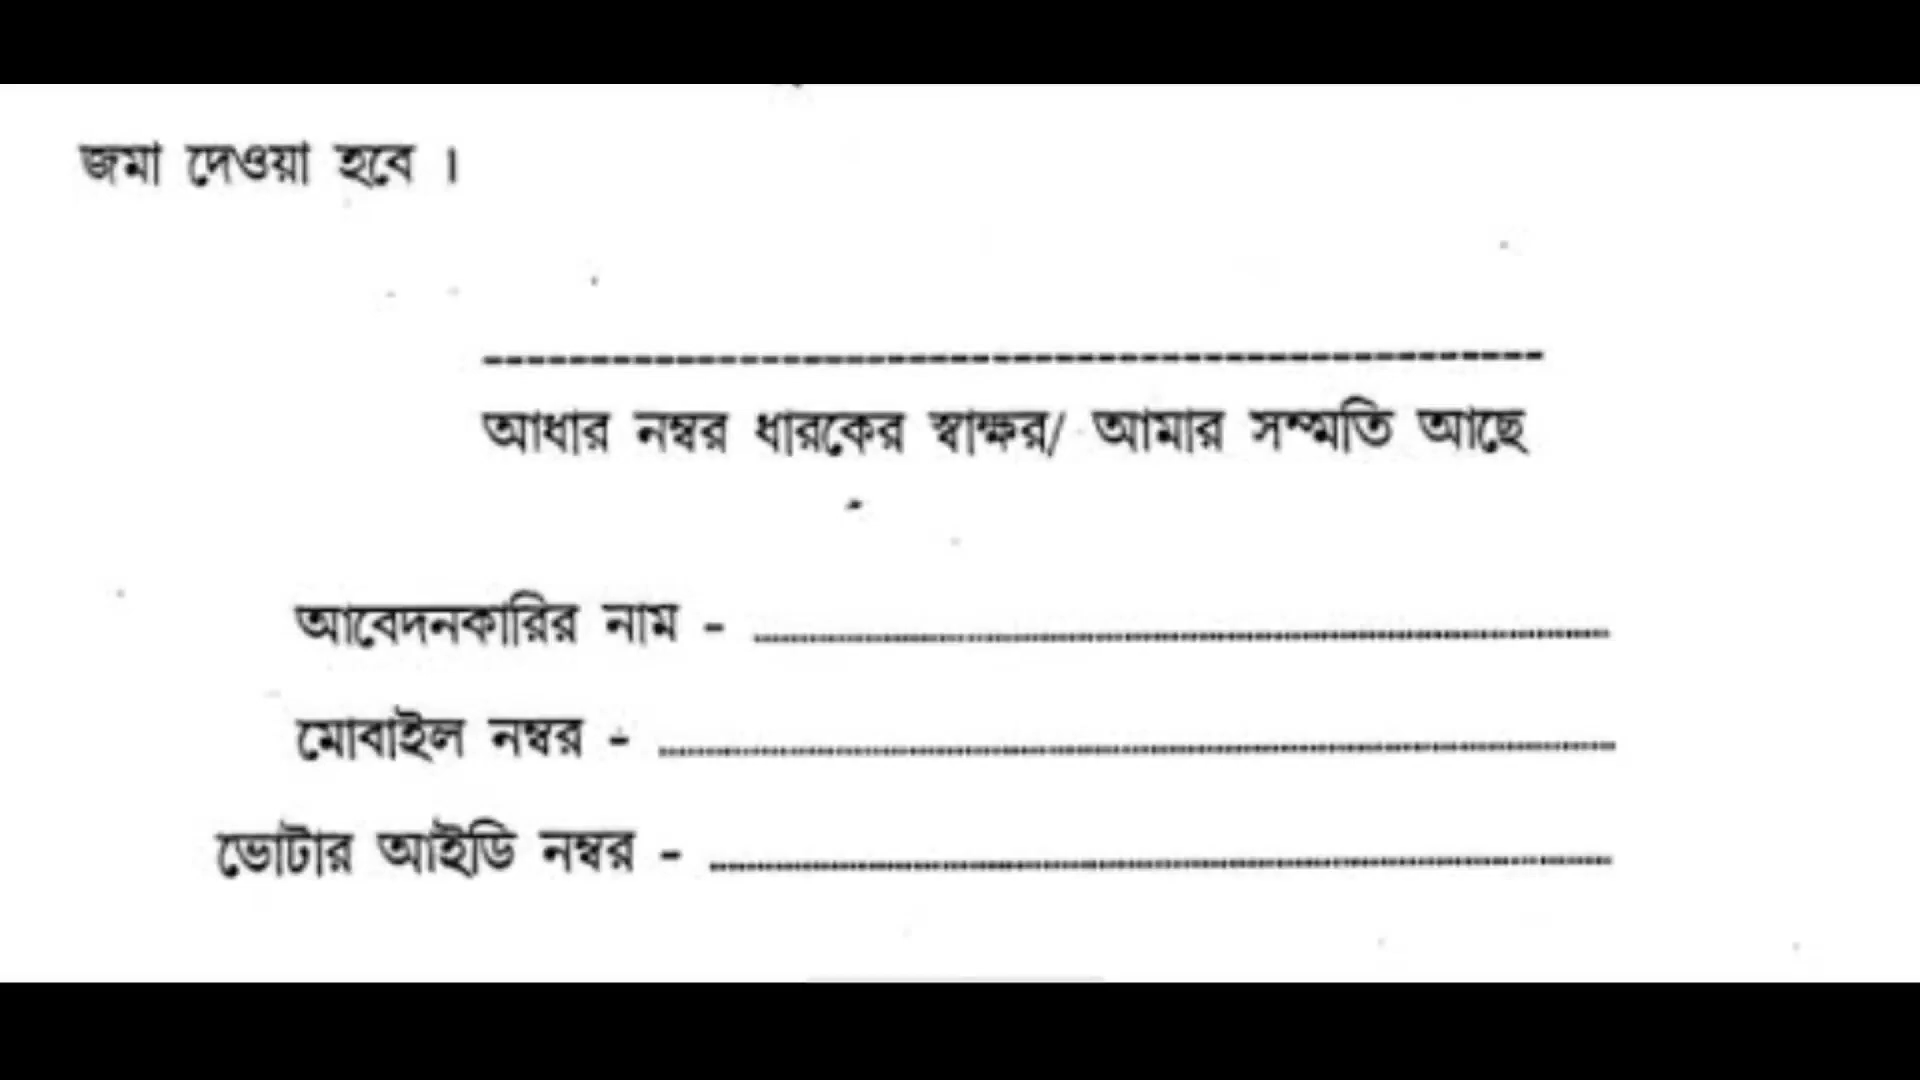 জমা দেওয়া হবে ।
আধার নম্বর ধারকের স্বাক্ষর/ আমার সম্মতি আছে
আবেদনকারির নাম -
মোবাইল নম্বর -
ভোটার আইডি নম্বর -